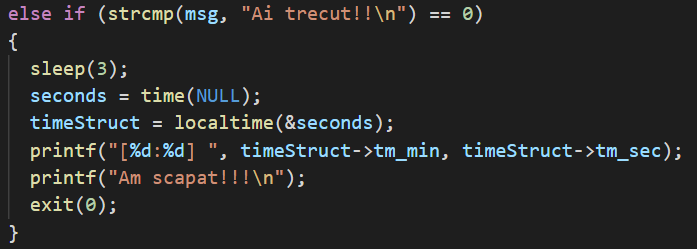 else if (strcmp(msg, "Ai trecut!!\n") == 0)
{
  sleep(3);
  seconds = time(NULL);
  timeStruct = localtime(&seconds);
  printf("[%d:%d] ", timeStruct->tm_min, timeStruct->tm_sec);
  printf("Am scapat!!!\n");
  exit(0);
}